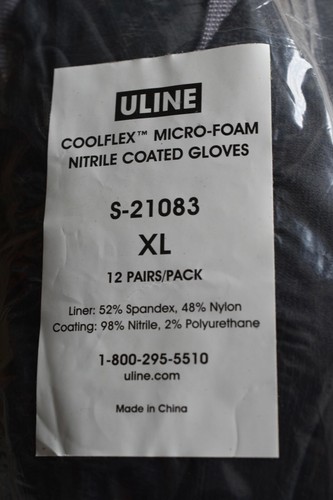 ULINE
COOLFLEX™ MICRO-FOAM
NITRILE COATED GLOVES
S-21083
XL
12 PAIRS/PACK
Liner: 52% Spandex, 48% Nylon
Coating: 98% Nitrile, 2% Polyurethane
1-800-295-5510
uline.com
Made in China